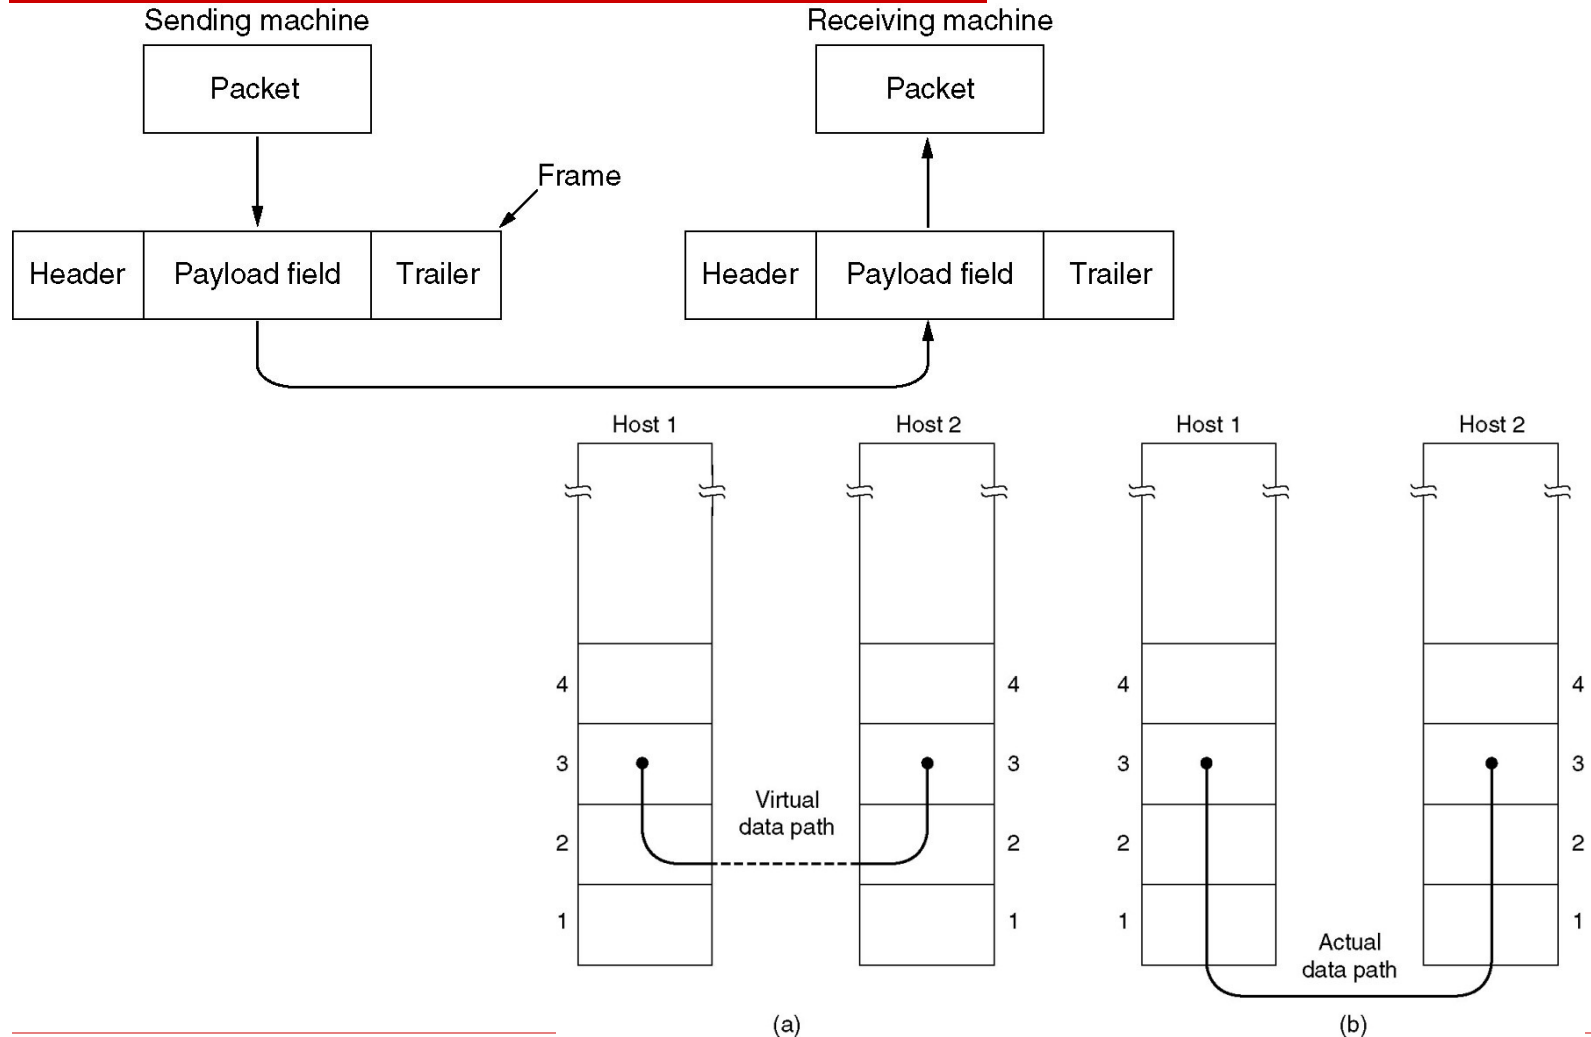 Sending machine
Receiving machine
Packet
Packet
Frame
Header
Payload field
Trailer
Header
Payload field
Trailer
Host 1
Host 2
Host 1
Host 2
4
4
4
4
3
3
3
3
Virtual
data path
2
2
2
2
1
1
1
1
Actual
data path
(a)
(b)